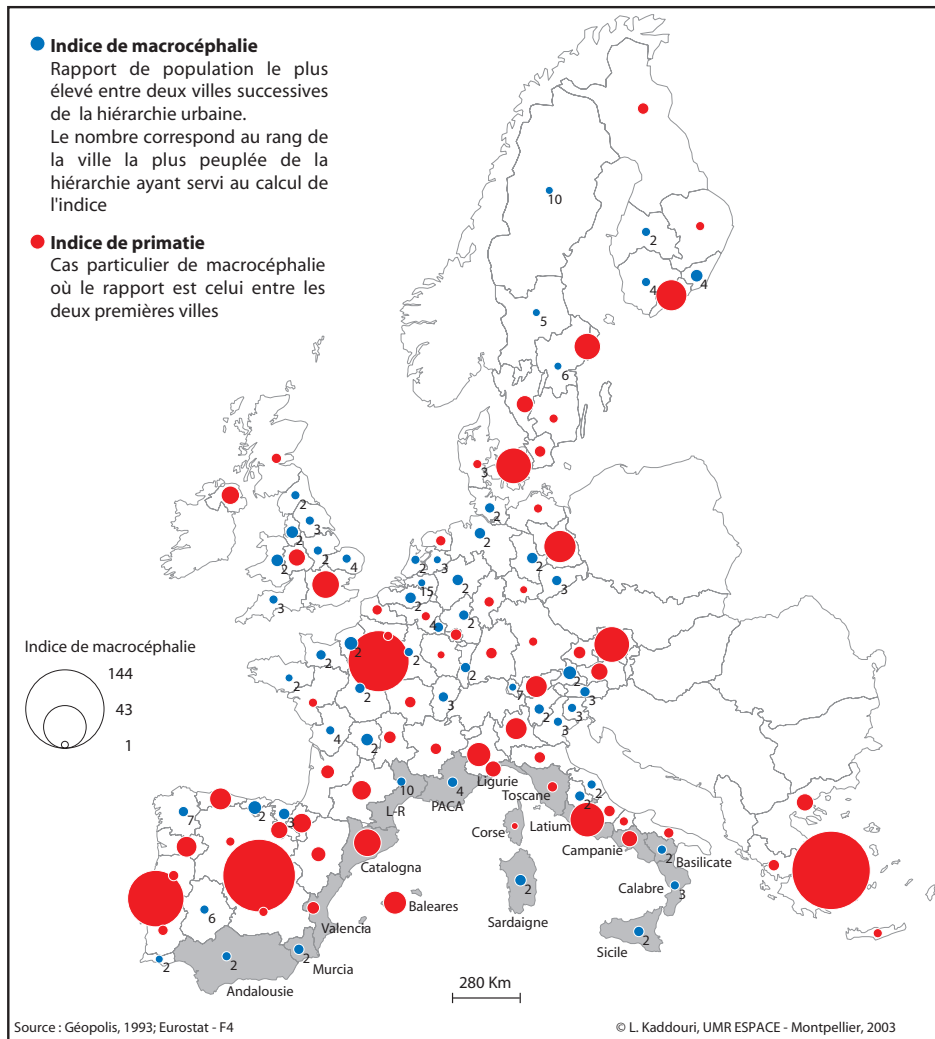 Indice de macrocéphalie
Rapport de population le plus
élevé entre deux villes successives
de la hiérarchie urbaine.
Le nombre correspond au rang de
la ville la plus peuplée de la
hiérarchie ayant servi au calcul de
l'indice
Indice de primatie
Cas particulier de macrocéphalie
où le rapport est celui entre les
deux premières villes
10
2
4
4
5
6
3
2
2
3
2
2
2
4
3
2
2
3
15
2
2
2
3
4
2
2
2
2
2
2
2
3
4
2
7
2
3
3
2
3
Indice de macrocéphalie
144
43
1
10
L-R
PACA
4
Ligurie
Toscane
2
2
Latium
Corse
Campanie
2
Basilicate
Calabre
3
Sardaigne
2
Sicile
2
7
2
3
Catalogna
Baleares
Valencia
6
2
2
2
Murcia
Andalousie
280 Km
Source : Géopolis, 1993; Eurostat - F4
© L. Kaddouri, UMR ESPACE - Montpellier, 2003